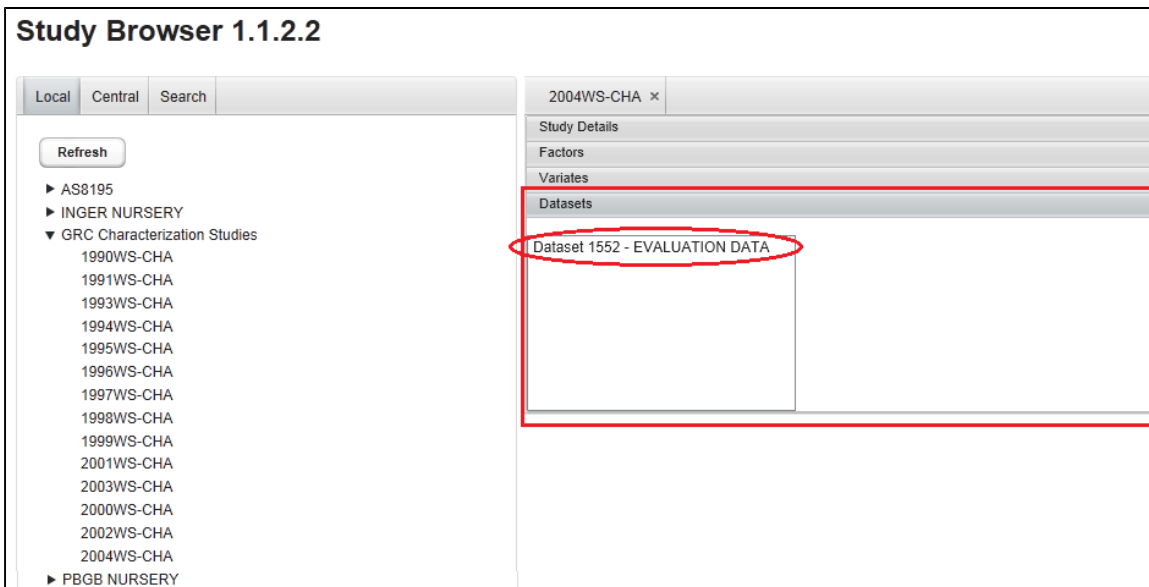 Study Browser 1.1.2.2
Local Central Search
Refresh
▶ AS8195
▶ INGER NURSERY
▼ GRC Characterization Studies
1990WS-CHA
1991WS-CHA
1993WS-CHA
1994WS-CHA
1995WS-CHA
1996WS-CHA
1997WS-CHA
1998WS-CHA
1999WS-CHA
2001WS-CHA
2003WS-CHA
2000WS-CHA
2002WS-CHA
2004WS-CHA
▶ PBGB NURSERY
2004WS-CHA ×
Study Details
Factors
Variates
Datasets
Dataset 1552 - EVALUATION DATA